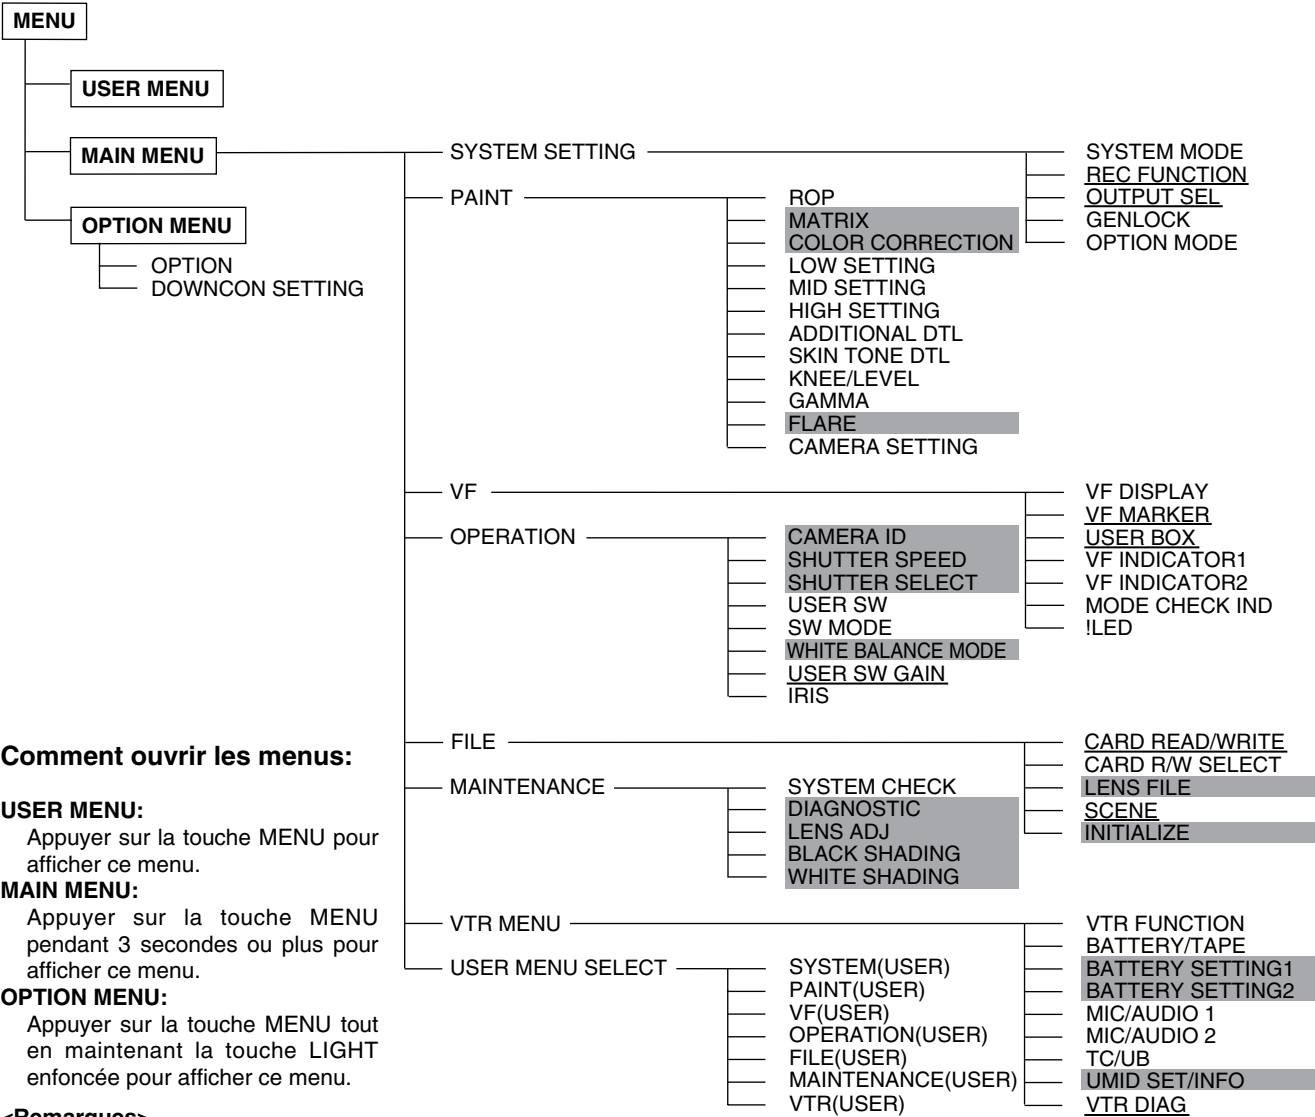 MENU
USER MENU
MAIN MENU
OPTION MENU
OPTION
DOWNCON SETTING
SYSTEM SETTING
SYSTEM MODE
REC FUNCTION
OUTPUT SEL
GENLOCK
OPTION MODE
PAINT
ROP
MATRIX
COLOR CORRECTION
LOW SETTING
MID SETTING
HIGH SETTING
ADDITIONAL DTL
SKIN TONE DTL
KNEE/LEVEL
GAMMA
FLARE
CAMERA SETTING
VF
VF DISPLAY
VF MARKER
USER BOX
VF INDICATOR1
VF INDICATOR2
MODE CHECK IND
!LED
OPERATION
CAMERA ID
SHUTTER SPEED
SHUTTER SELECT
USER SW
SW MODE
WHITE BALANCE MODE
USER SW GAIN
IRIS
FILE
CARD READ/WRITE
CARD R/W SELECT
LENS FILE
SCENE
INITIALIZE
MAINTENANCE
SYSTEM CHECK
DIAGNOSTIC
LENS ADJ
BLACK SHADING
WHITE SHADING
VTR MENU
VTR FUNCTION
BATTERY/TAPE
BATTERY SETTING1
BATTERY SETTING2
MIC/AUDIO 1
MIC/AUDIO 2
TC/UB
UMID SET/INFO
VTR DIAG
USER MENU SELECT
SYSTEM(USER)
PAINT(USER)
VF(USER)
OPERATION(USER)
FILE(USER)
MAINTENANCE(USER)
VTR(USER)
Comment ouvrir les menus:
USER MENU:
Appuyer sur la touche MENU pour
afficher ce menu.
MAIN MENU:
Appuyer sur la touche MENU
pendant 3 secondes ou plus pour
afficher ce menu.
OPTION MENU:
Appuyer sur la touche MENU tout
en maintenant la touche LIGHT
enfoncée pour afficher ce menu.
<Remarques>